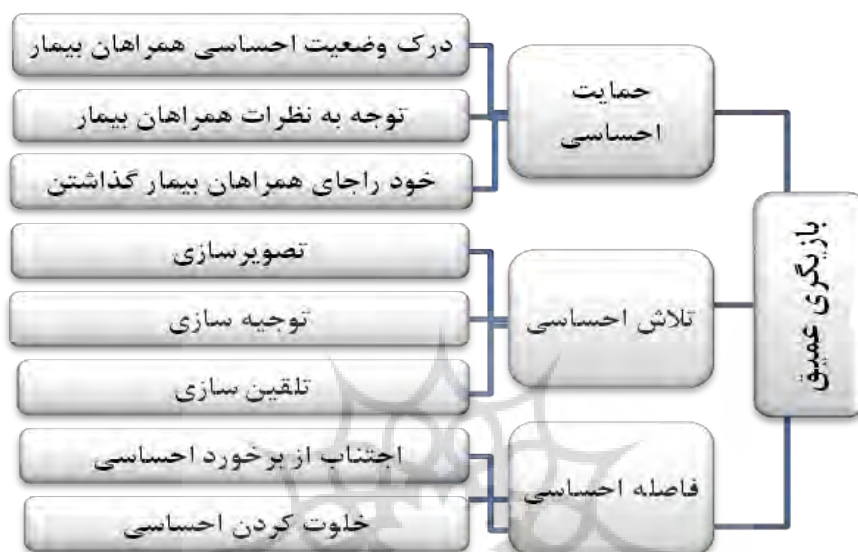 بازیگری عمیق
حمایت
احساسی
درک وضعیت احساسی همراهان بیمار
توجه به نظرات همراهان بیمار
خود راجای همراهان بیمار گذاشتن
تلاش احساسی
تصویرسازی
توجیه سازی
تلقین سازی
فاصله احساسی
اجتناب از برخورد احساسی
خلوت کردن احساسی